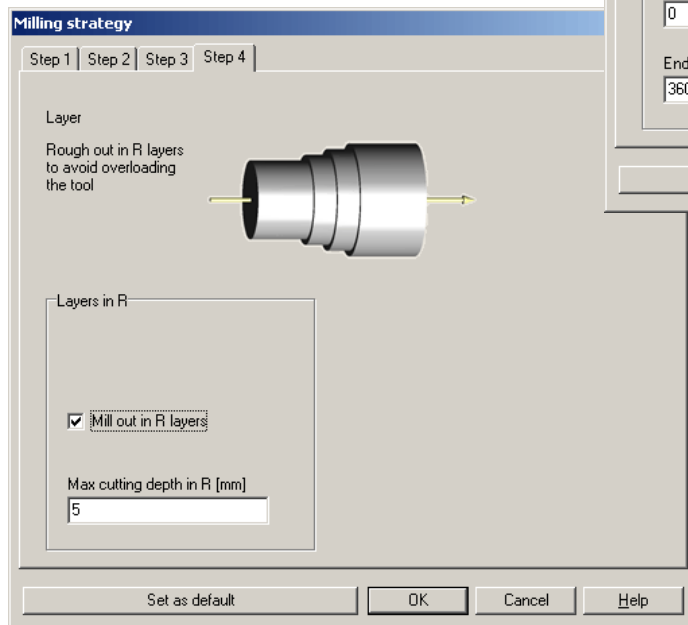 Milling strategy
0
Step 1 Step 2 Step 3 Step 4
End
360
Layer
Rough out in R layers
to avoid overloading
the tool
Layers in R
Mill out in R layers
Max cutting depth in R [mm]
5
Set as default OK Cancel Help